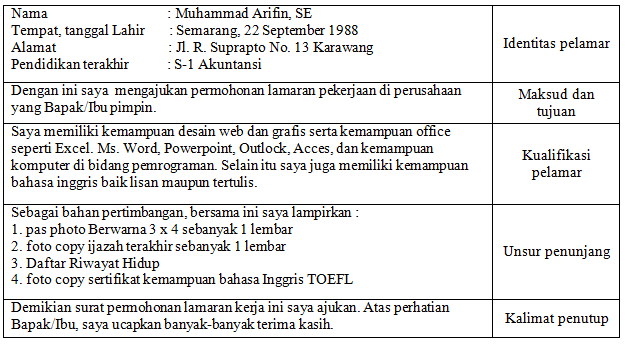 Nama : Muhammad Arifin, SE
Tempat, tanggal Lahir : Semarang, 22 September 1988
Alamat : Jl. R. Suprapto No. 13 Karawang
Pendidikan terakhir : S-1 Akuntansi
Identitas pelamar
Dengan ini saya mengajukan permohonan lamaran pekerjaan di perusahaan
yang Bapak/Ibu pimpin.
Maksud dan
tujuan
Saya memiliki kemampuan desain web dan grafis serta kemampuan office
seperti Excel. Ms. Word, Powerpoint, Outlock, Acces, dan kemampuan
komputer di bidang pemrograman. Selain itu saya juga memiliki kemampuan
bahasa inggris baik lisan maupun tertulis.
Kualifikasi
pelamar
Sebagai bahan pertimbangan, bersama ini saya lampirkan :
1. pas photo Berwarna 3 x 4 sebanyak 1 lembar
2. foto copy ijazah terakhir sebanyak 1 lembar
3. Daftar Riwayat Hidup
4. foto copy sertifikat kemampuan bahasa Inggris TOEFL
Unsur penunjang
Demikian surat permohonan lamaran kerja ini saya ajukan. Atas perhatian
Bapak/Ibu, saya ucapkan banyak-banyak terima kasih.
Kalimat penutup